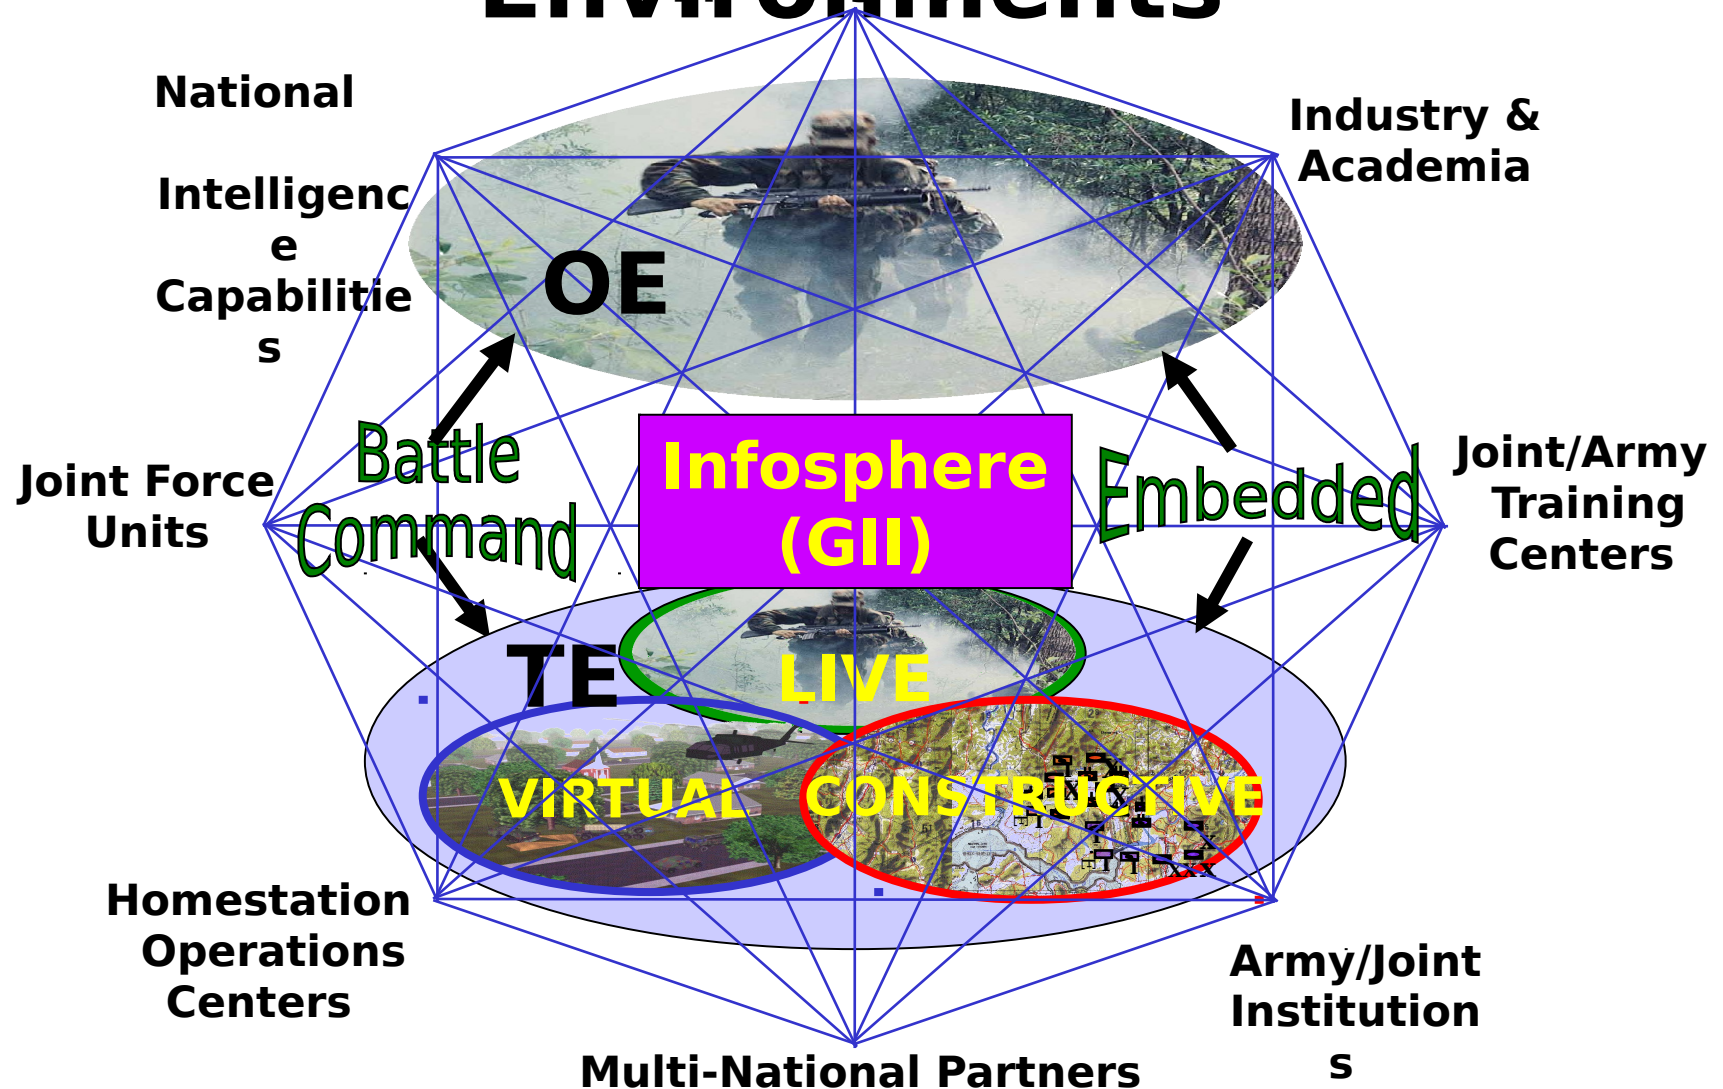 Environments
National
Industry &
Academia
Intelligenc
e
Capabilitie
s
OE
Battle
Command
Infosphere
(GII)
Embedded
Joint Force
Units
Joint/Army
Training
Centers
TE
LIVE
VIRTUAL
CONSTRUCTIVE
Homestation
Operations
Centers
Army/Joint
Institution
s
Multi-National Partners